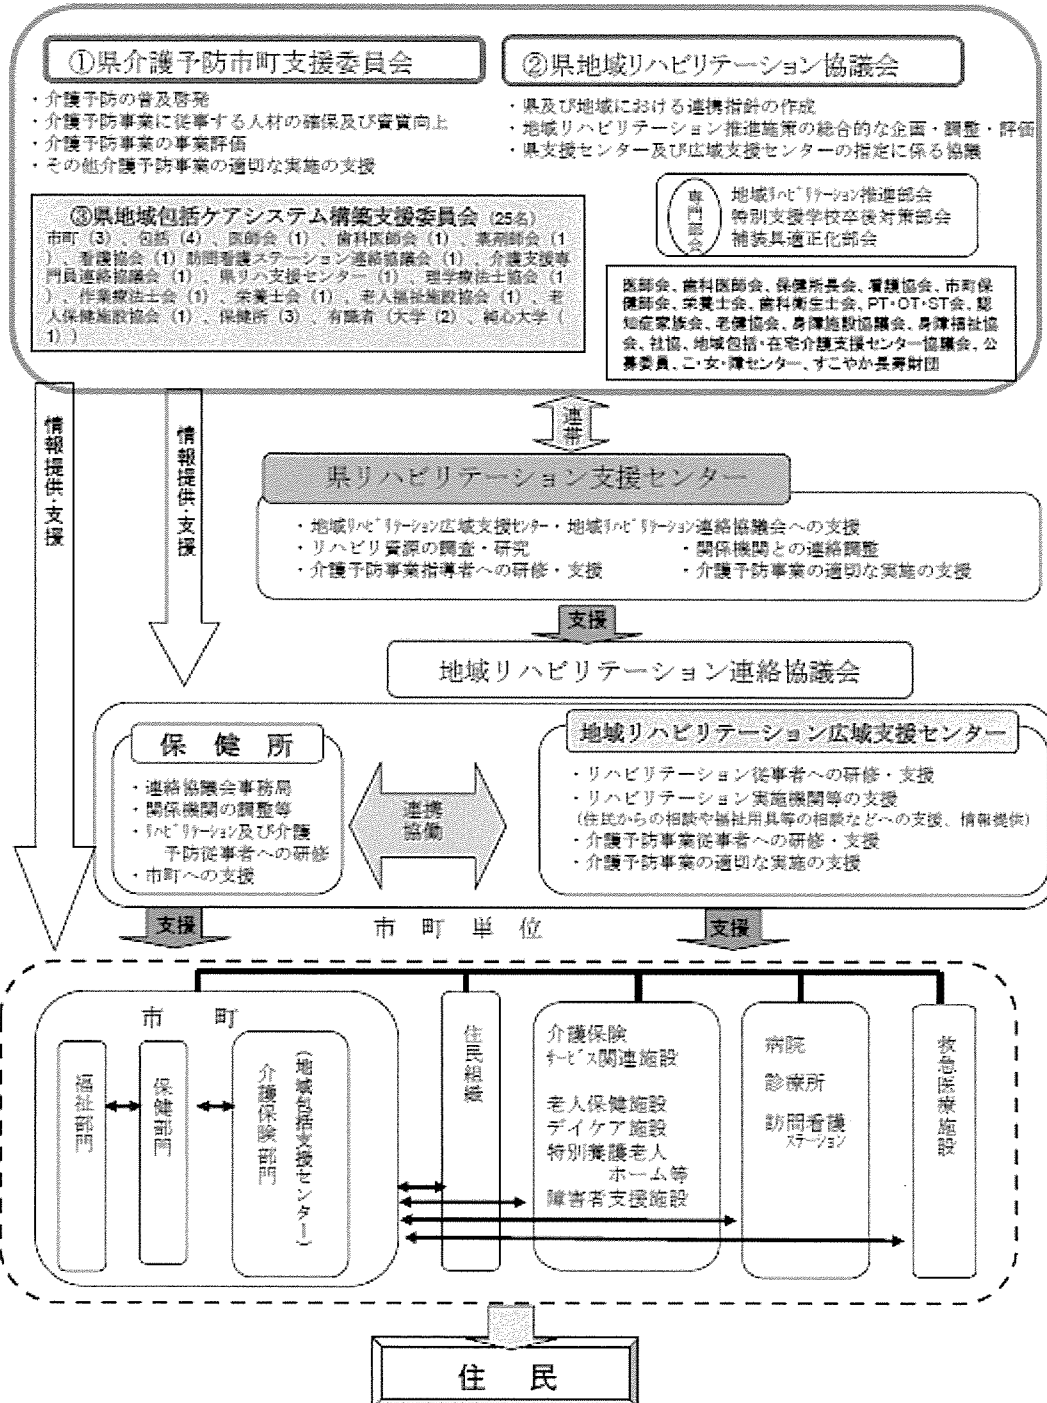 ①県介護予防市町支援委員会
・介護予防の普及啓発
・介護予防事業に従事する人材の確保及び資質向上
・介護予防事業の事業評価
・その他介護予防事業の適切な実施の支援
②県地域リハビリテーション協議会
・県及び地域における連携指針の作成
・地域リハビリテーション推進施策の総合的な企画・調整・評価
・県支援センター及び広域支援センターの指定に係る協議
専門部会
地域リハビリテーション推進部会
特別支援学校卒後対策部会
補装具適正化部会
③県地域包括ケアシステム構築支援委員会 (25名)
市町(3)、包括(4)、医師会(1)、歯科医師会(1)、薬剤師会(1
)、看護協会(1)訪問看護ステーション連絡協議会(1)、介護支援専
門員連絡協議会(1)、県リハ支援センター(1)、理学療法士協会(1
)、作業療法士会(1)、栄養士会(1)、老人福祉施設協会(1)、老
人保健施設協会(1)、保健所(3)、有識者(大学(2)、純心大学(
1))
医師会、歯科医師会、保健所長会、看護協会、市町保
健師会、栄養士会、歯科衛生士会、PT・OT・ST会、認
知症家族会、老健協会、身障施設協議会、身障福祉協
会、社協、地域包括・在宅介護支援センター協議会、公
募委員、こ・女・障センター、すこやか長寿財団
情報提供・支援
情報提供・支援
連帯
県リハビリテーション支援センター
・地域リハビリテーション広域支援センター・地域リハビリテーション連絡協議会への支援
・リハビリ資源の調査・研究
・関係機関との連絡調整
・介護予防事業指導者への研修・支援
・介護予防事業の適切な実施の支援
支援
地域リハビリテーション連絡協議会
保健所
・連絡協議会事務局
・関係機関の調整等
・リハビリテーション及び介護
予防従事者への研修
・市町への支援
連携
協働
地域リハビリテーション広域支援センター
・リハビリテーション従事者への研修・支援
・リハビリテーション実施機関等の支援
(住民からの相談や福祉用具等の相談などへの支援、情報提供)
・介護予防事業従事者への研修・支援
・介護予防事業の適切な実施の支援
支援
市町単位
支援
市町
福祉部門
保健部門
介護保険部門
(地域包括支援センター)
住民組織
介護保険
サービス関連施設
老人保健施設
デイケア施設
特別養護老人
ホーム等
障害者支援施設
病院
診療所
訪問看護
ステーション
救急医療施設
住民